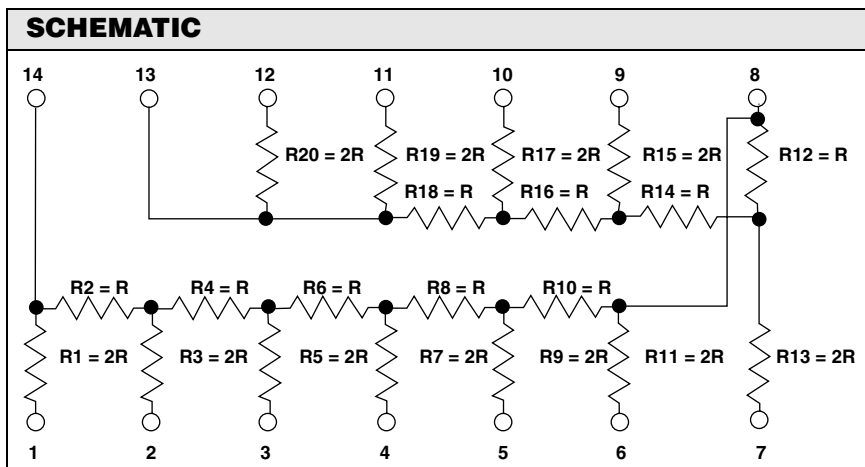 SCHEMATIC
14 13 12 11 10 9 8
R20 = 2R R19 = 2R R17 = 2R R15 = 2R R12 = R
R18 = R R16 = R R14 = R
R2 = R R4 = R R6 = R R8 = R R10 = R
R1 = 2R R3 = 2R R5 = 2R R7 = 2R R9 = 2R R11 = 2R R13 = 2R
1 2 3 4 5 6 7